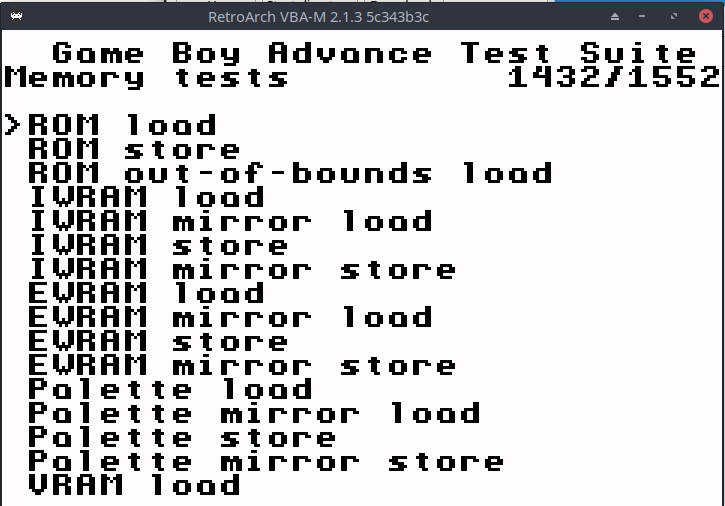 RetroArch VBA-M 2.1.3 5c343b3c
Game Boy Advance Test Suite
Memory tests 1432/1552
>ROM load
ROM store
ROM out-of-bounds load
IWRAM load
IWRAM mirror load
IWRAM store
IWRAM mirror store
EWRAM load
EWRAM mirror load
EWRAM store
EWRAM mirror store
Palette load
Palette mirror load
Palette store
Palette mirror store
VRAM load